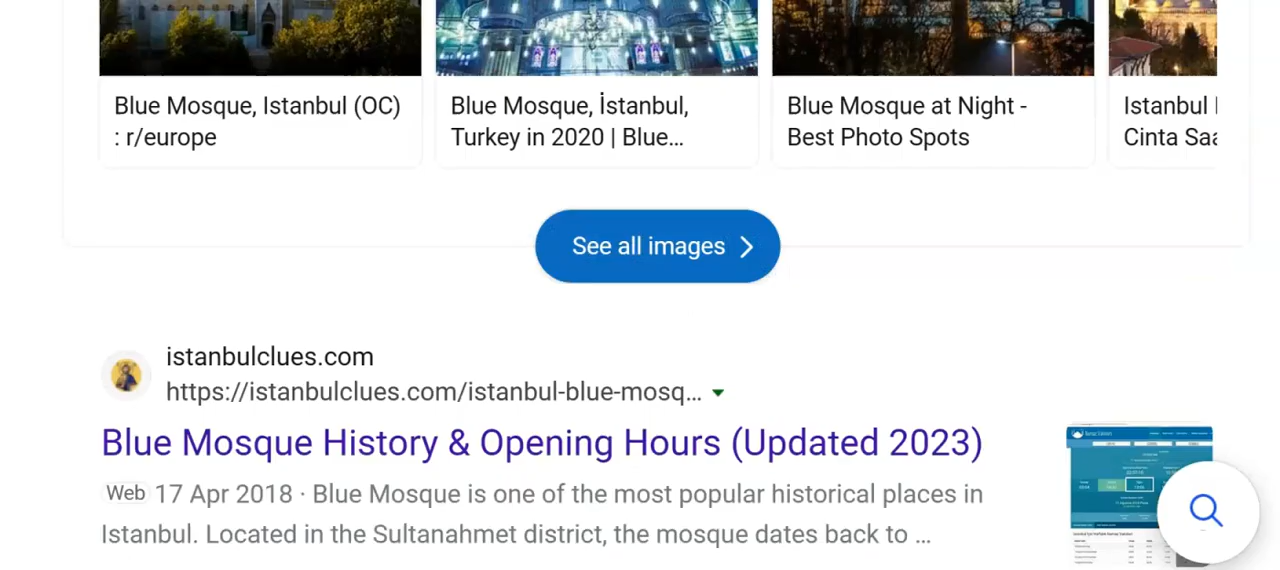 Blue Mosque, Istanbul (OC)
: r/europe
Blue Mosque, İstanbul,
Turkey in 2020 | Blue…
Blue Mosque at Night -
Best Photo Spots
Istanbul
Cinta
See all images
istanbulclues.com
https://istanbulclues.com/istanbul-blue-mosq…
Blue Mosque History & Opening Hours (Updated 2023)
Web 17 Apr 2018 · Blue Mosque is one of the most popular historical places in
Istanbul. Located in the Sultanahmet district, the mosque dates back to …